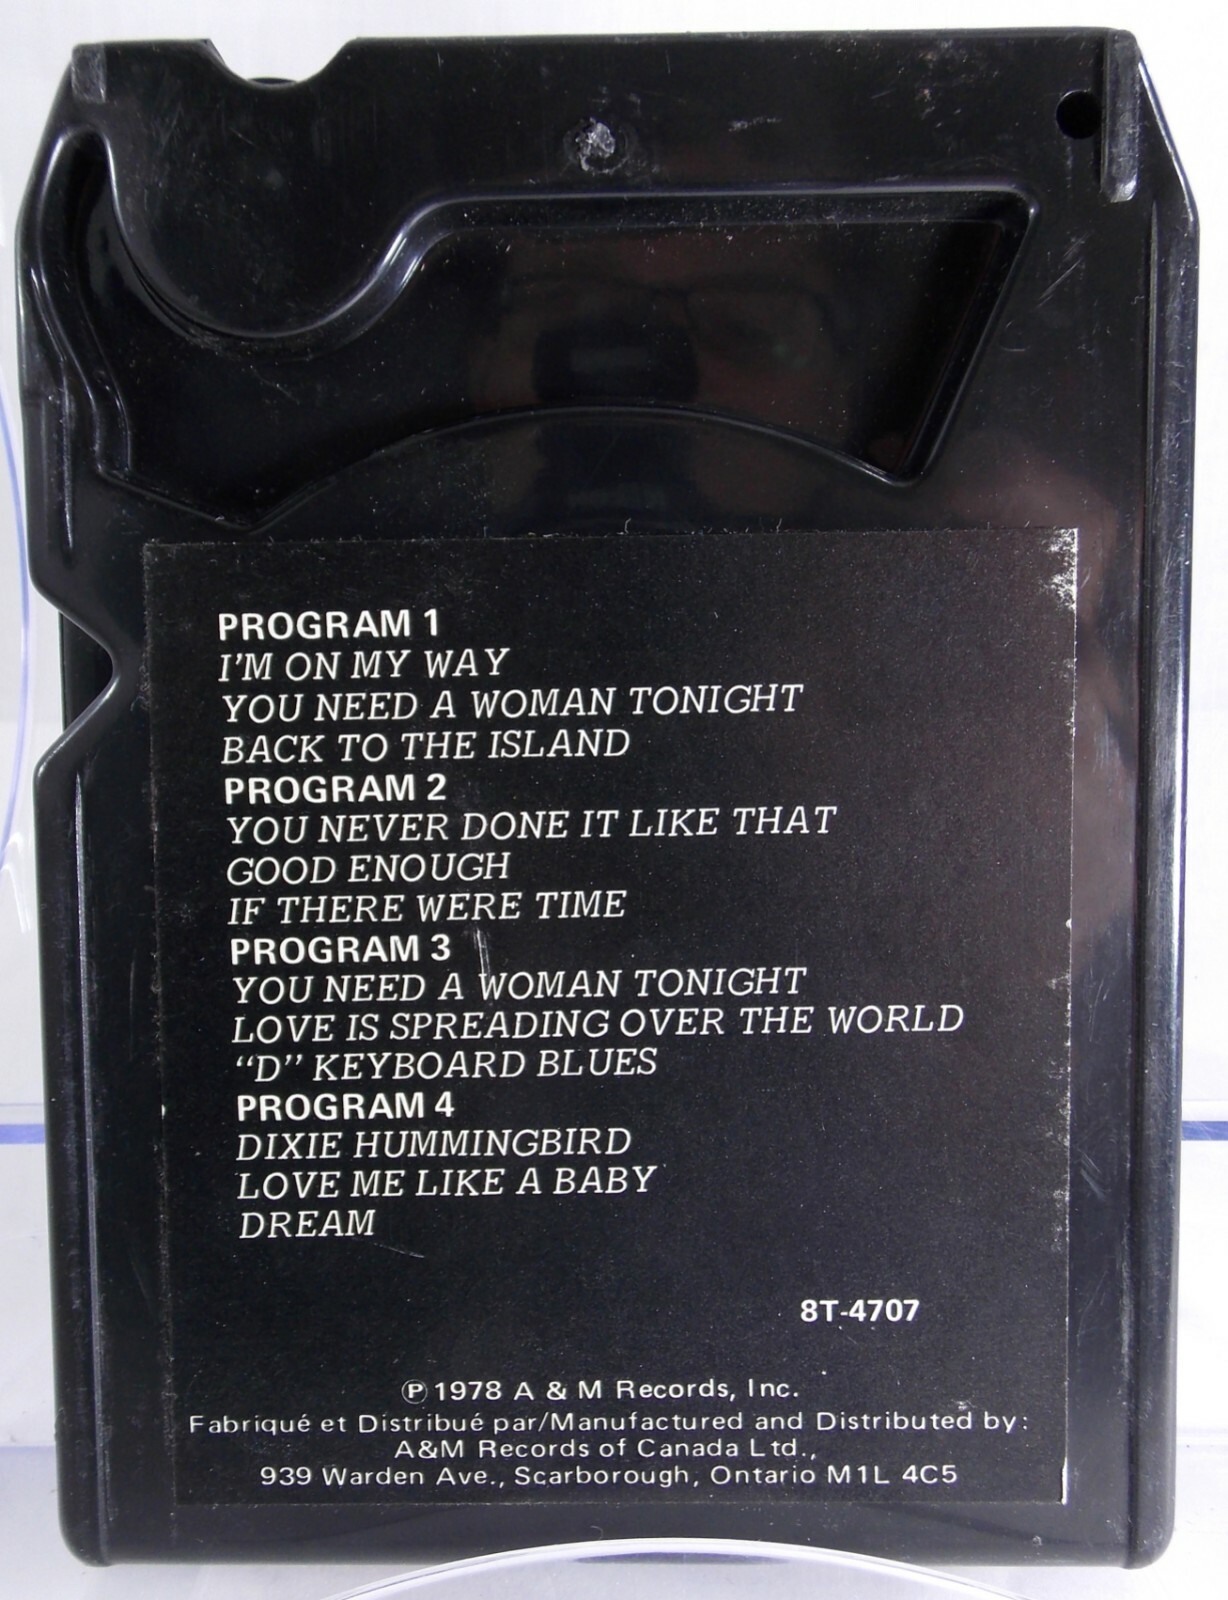 PROGRAM 1
I'M ON MY WAY
YOU NEED A WOMAN TONIGHT
BACK TO THE ISLAND
PROGRAM 2
YOU NEVER DONE IT LIKE THAT
GOOD ENOUGH
IF THERE WERE TIME
PROGRAM 3
YOU NEED A WOMAN TONIGHT
LOVE IS SPREADING OVER THE WORLD
“D” KEYBOARD BLUES
PROGRAM 4
DIXIE HUMMINGBIRD
LOVE ME LIKE A BABY
DREAM
8T-4707
℗ 1978 A & M Records, Inc.
Fabriqué et Distribué par/Manufactured and Distributed by:
A&M Records of Canada Ltd.,
939 Warden Ave., Scarborough, Ontario M1L 4C5